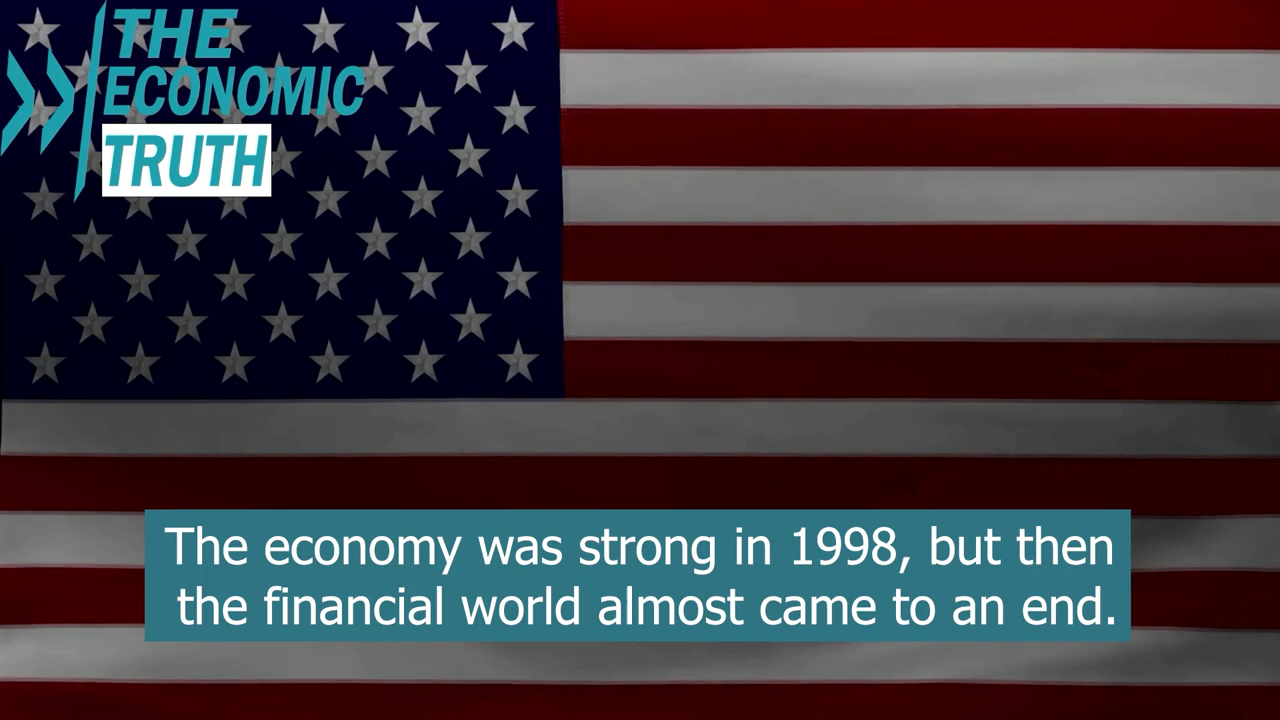 THE
ECONOMIC
TRUTH
The economy was strong in 1998, but then
the financial world almost came to an end.